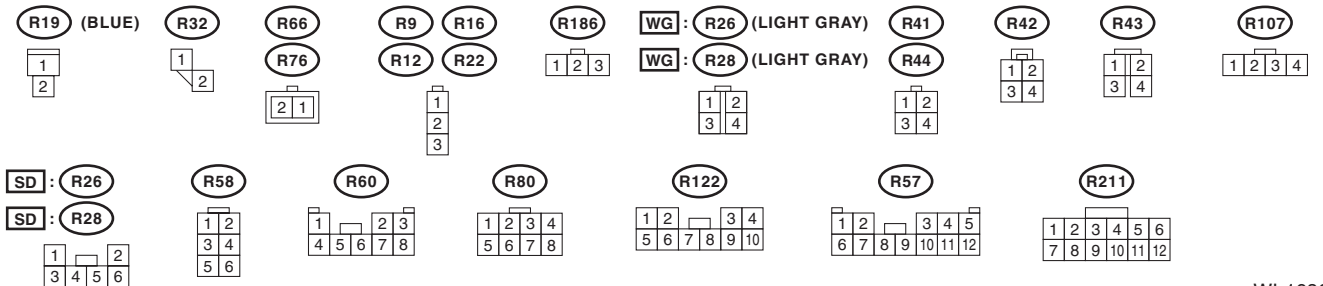 R19 (BLUE) R32 R66 R9 R16 R186 WG : R26 (LIGHT GRAY) R41 R42 R43 R107
R76 R12 R22 WG : R28 (LIGHT GRAY) R44
1 2
1 2
2 1
1 2 3
1 2 3
1 2 3 4
1 2 3 4
1 2 3 4
1 2 3 4
1 2 3 4
SD : R26 R58 R60 R80 R122 R57 R211
SD : R28
1 2
3 4 5 6
1 2
3 4
5 6
1 2 3
4 5 6 7 8
1 2 3 4
5 6 7 8
1 2 3 4
5 6 7 8 9 10
1 2 3 4 5
6 7 8 9 10 11 12
1 2 3 4 5 6
7 8 9 10 11 12